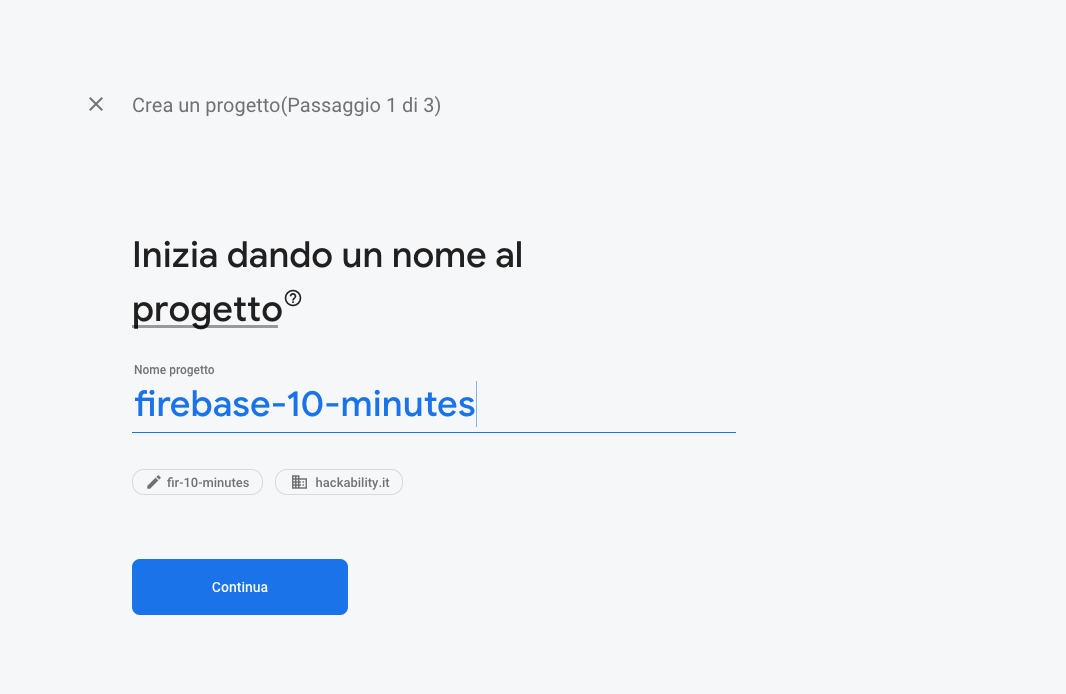 Crea un progetto(Passaggio 1 di 3)
Inizia dando un nome al
progetto
Nome progetto
firebase-10-minutes
fir-10-minutes
hackability.it
Continua